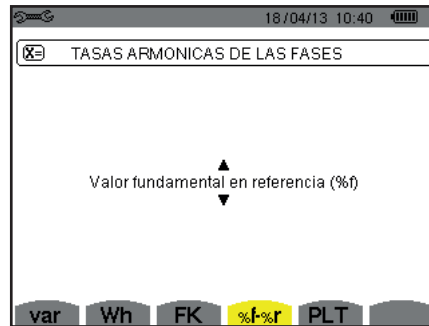 18/04/13 10:40
X= TASAS ARMONICAS DE LAS FASES
Valor fundamental en referencia (%f)
var Wh FK %f-%r PLT